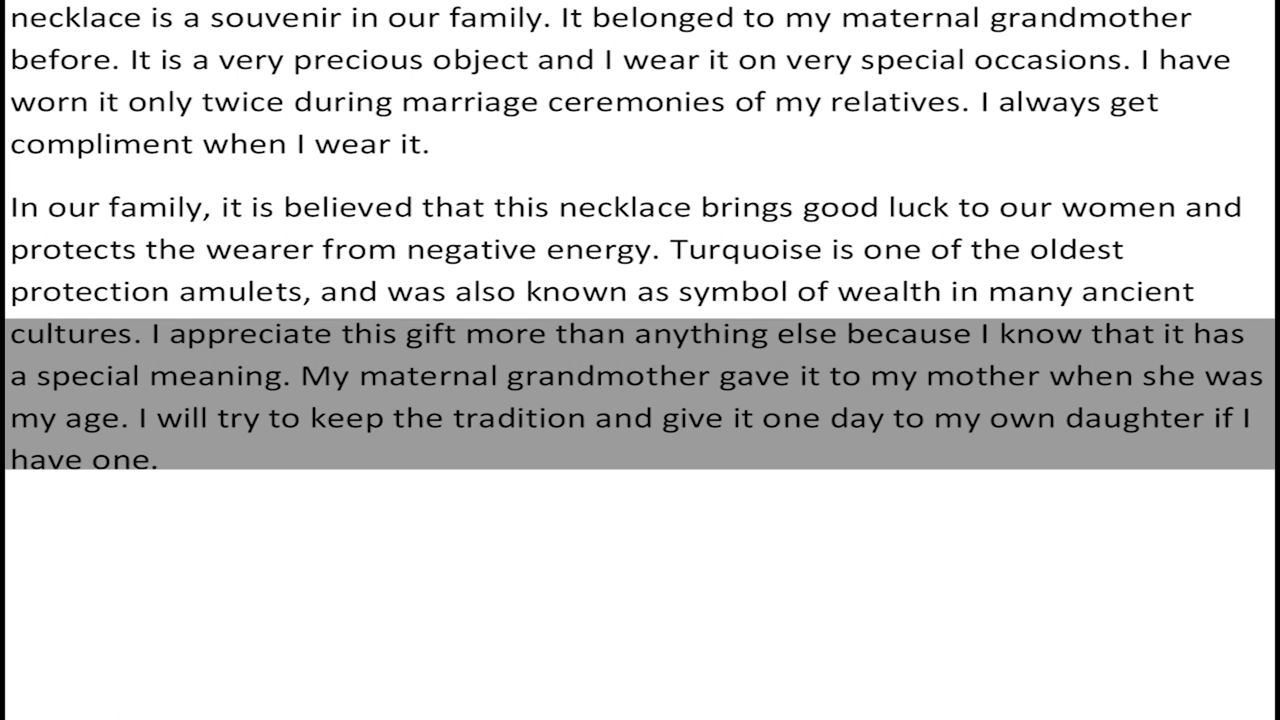 necklace is a souvenir in our family. It belonged to my maternal grandmother
before. It is a very precious object and I wear it on very special occasions. I have
worn it only twice during marriage ceremonies of my relatives. I always get
compliment when I wear it.
In our family, it is believed that this necklace brings good luck to our women and
protects the wearer from negative energy. Turquoise is one of the oldest
protection amulets, and was also known as symbol of wealth in many ancient
cultures. I appreciate this gift more than anything else because I know that it has
a special meaning. My maternal grandmother gave it to my mother when she was
my age. I will try to keep the tradition and give it one day to my own daughter if I
have one.